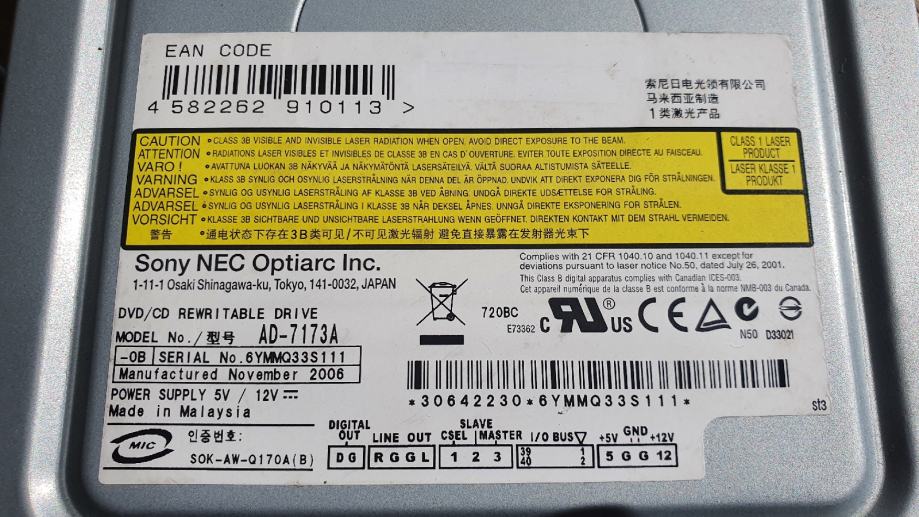 EAN CODE
4 582262 910113 >
索尼日电光领有限公司
马来西亚制造
1类激光产品
CAUTION • CLASS 3B VISIBLE AND INVISIBLE LASER RADIATION WHEN OPEN. AVOID DIRECT EXPOSURE TO THE BEAM.
ATTENTION • RADIATIONS LASER VISIBLES ET INVISIBLES DE CLASSE 3B EN CAS D'OUVERTURE. EVITER TOUTE EXPOSITION DIRECTE AU FAISCEAU.
VARO! • AVATTUNA LUOKAN 3B NÄKYVÄÄ JA NÄKYMÄTÖNTÄ LASERSÄTEILYÄ. VÄLTÄ SUORAA ALTISTUMISTA SÄTEELLE.
VARNING • KLASS 3B SYNLIG OCH OSYNLIG LASERSTRÅLNING NÄR DENNA DEL ÄR ÖPPNAD. UNDVIK ATT DIREKT EXPONERA DIG FÖR STRÅLNINGEN.
ADVARSEL • SYNLIG OG USYNLIG LASERSTRÅLING AF KLASSE 3B VED ÅBNING. UNDGÅ DIREKTE UDSÆTTELSE FOR STRÅLING.
ADVARSEL • SYNLIG OG USYNLIG LASERSTRÅLING I KLASSE 3B NÅR DEKSEL ÅPNES. UNNGÅ DIREKTE EKSPONERING FOR STRÅLEN.
VORSICHT • KLASSE 3B SICHTBARE UND UNSICHTBARE LASERSTRAHLUNG WENN GEÖFFNET. DIREKTEN KONTAKT MIT DEM STRAHL VERMEIDEN.
警告 • 通电状态下存在3B类可见/不可见激光辐射 避免直接暴露在发射器光束下
CLASS 1 LASER
PRODUCT
LASER KLASSE 1
PRODUKT
Sony NEC Optiarc Inc.
1-11-1 Osaki Shinagawa-ku, Tokyo, 141-0032, JAPAN
Complies with 21 CFR 1040.10 and 1040.11 except for
deviations pursuant to laser notice No.50, dated July 26, 2001.
This Class B digital apparatus complies with Canadian ICES-003.
Cet appareil numérique de la classe B est conforme à la norme NMB-003 du Canada.
DVD/CD REWRITABLE DRIVE
MODEL No./型号 AD-7173A
-0B SERIAL No.6YMMQ33S111
Manufactured November 2006
POWER SUPPLY 5V / 12V
Made in Malaysia
720BC
E73362 C RU® US CE N50 D33021
*30642230*6YMMQ33S111*
st3
MIC
인증번호:
SOK-AW-Q170A(B)
DIGITAL OUT
DG
LINE OUT
RGGL
SLAVE
CSEL MASTER
1 2 3
I/O BUS
39 1
40 2
+5V GND +12V
5 G G 12